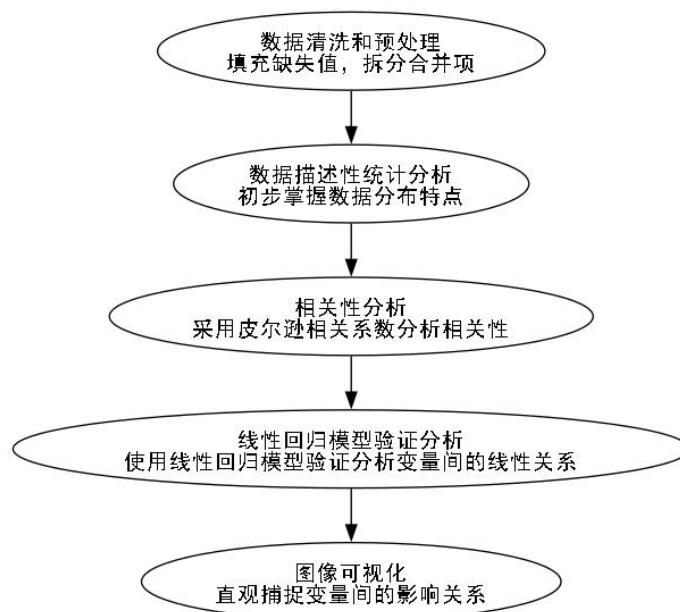 数据清洗和预处理
填充缺失值，拆分合并项
数据描述性统计分析
初步掌握数据分布特点
相关性分析
采用皮尔逊相关系数分析相关性
线性回归模型验证分析
使用线性回归模型验证分析变量间的线性关系
图像可视化
直观捕捉变量间的影响关系